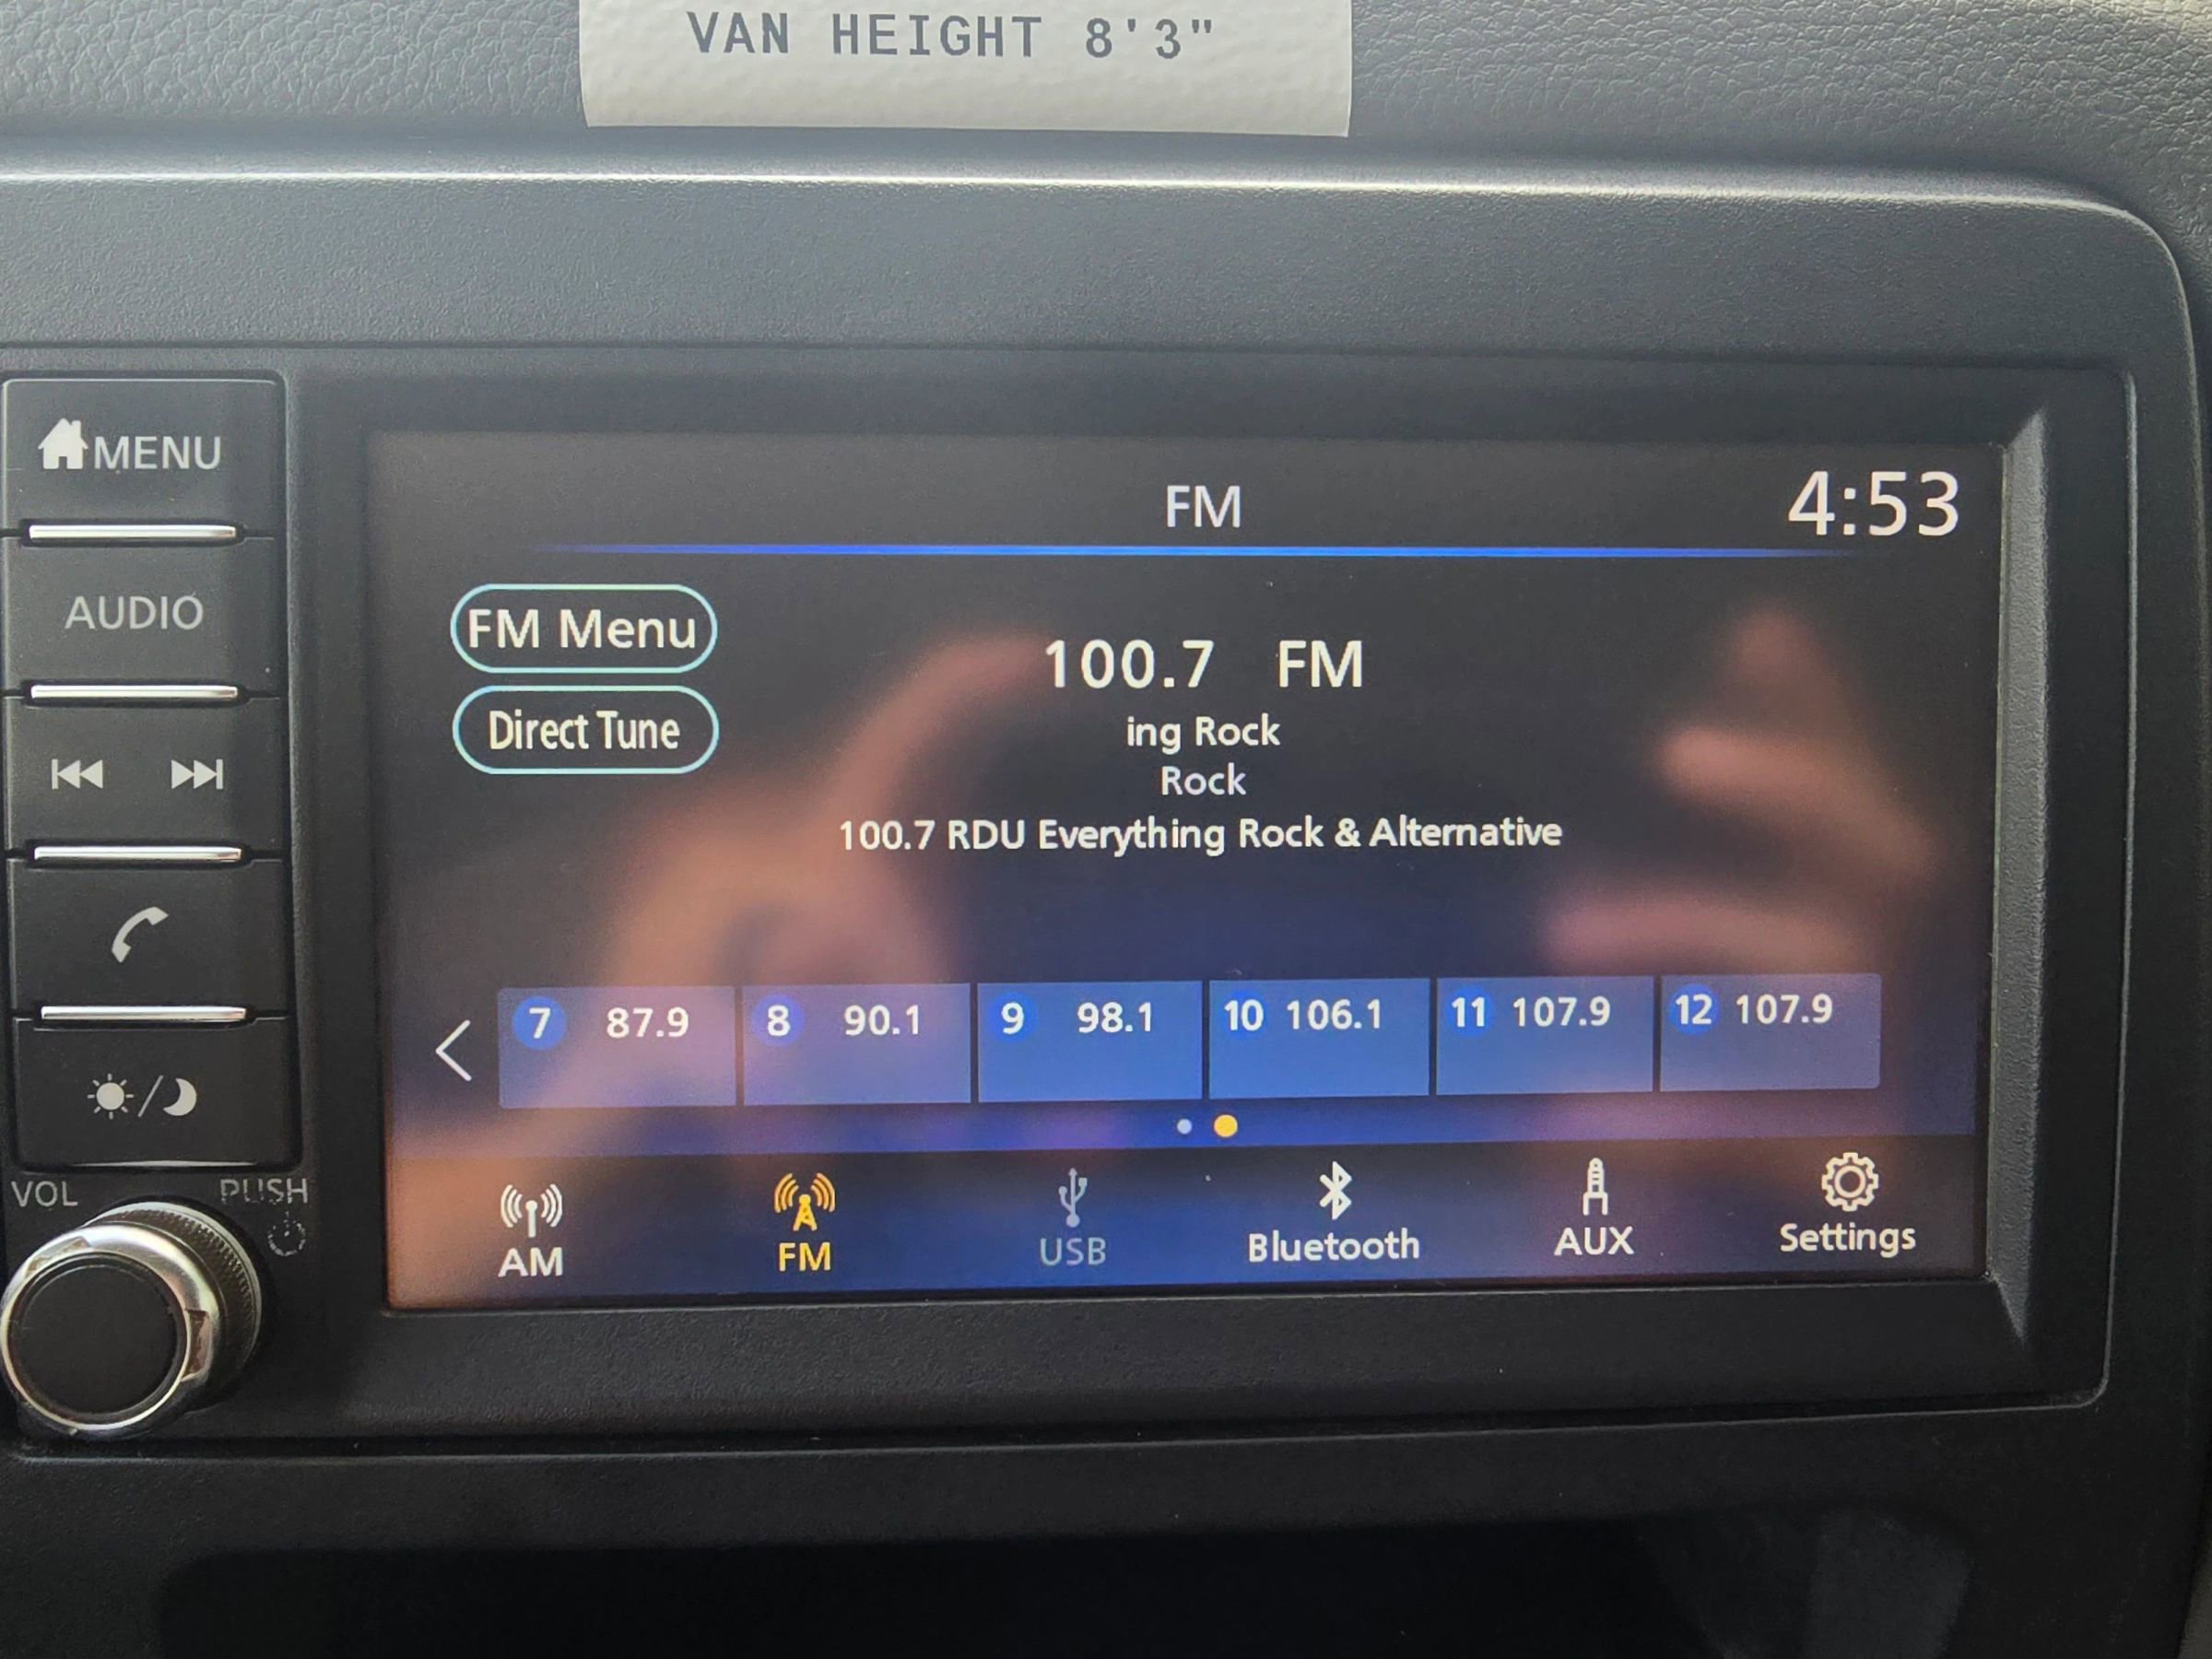 VAN HEIGHT 8'3"
MENU
AUDIO
VOL
PUSH
FM
4:53
FM Menu
Direct Tune
100.7 FM
ing Rock
Rock
100.7 RDU Everything Rock & Alternative
7 87.9
8 90.1
9 98.1
10 106.1
11 107.9
12 107.9
AM
FM
USB
Bluetooth
AUX
Settings